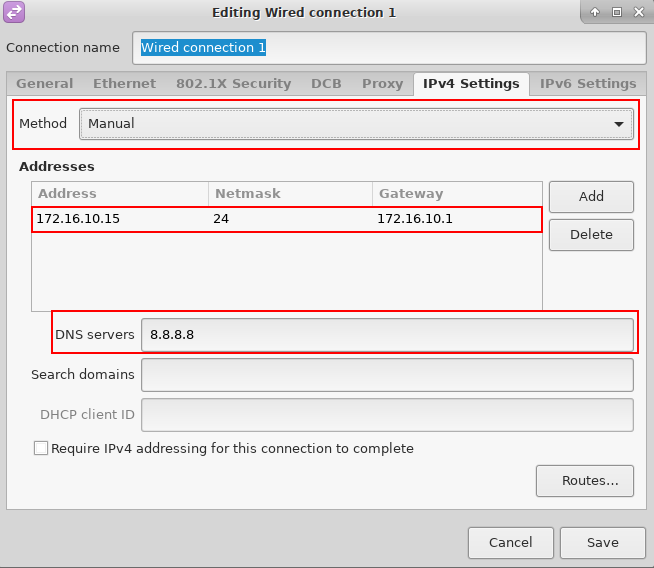 Editing Wired connection 1
Connection name Wired connection 1
General Ethernet 802.1X Security DCB Proxy IPv4 Settings IPv6 Settings
Method Manual
Addresses
Address Netmask Gateway Add
172.16.10.15 24 172.16.10.1
Delete
DNS servers 8.8.8.8
Search domains
DHCP client ID
Require IPv4 addressing for this connection to complete
Routes...
Cancel Save